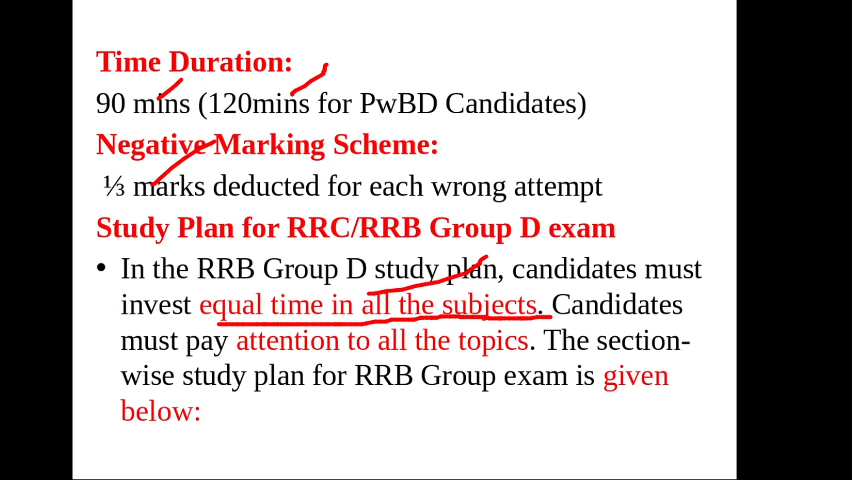 Time Duration:
90 mins (120mins for PwBD Candidates)
Negative Marking Scheme:
⅓ marks deducted for each wrong attempt
Study Plan for RRC/RRB Group D exam
• In the RRB Group D study plan, candidates must
invest equal time in all the subjects. Candidates
must pay attention to all the topics. The section-
wise study plan for RRB Group exam is given
below: